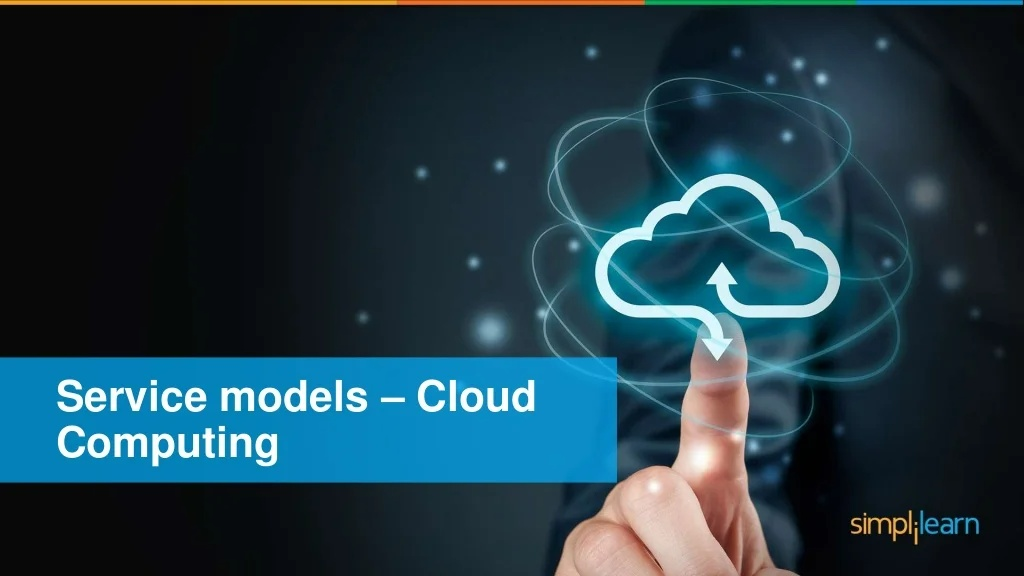 Service models – Cloud
Computing
simplilearn